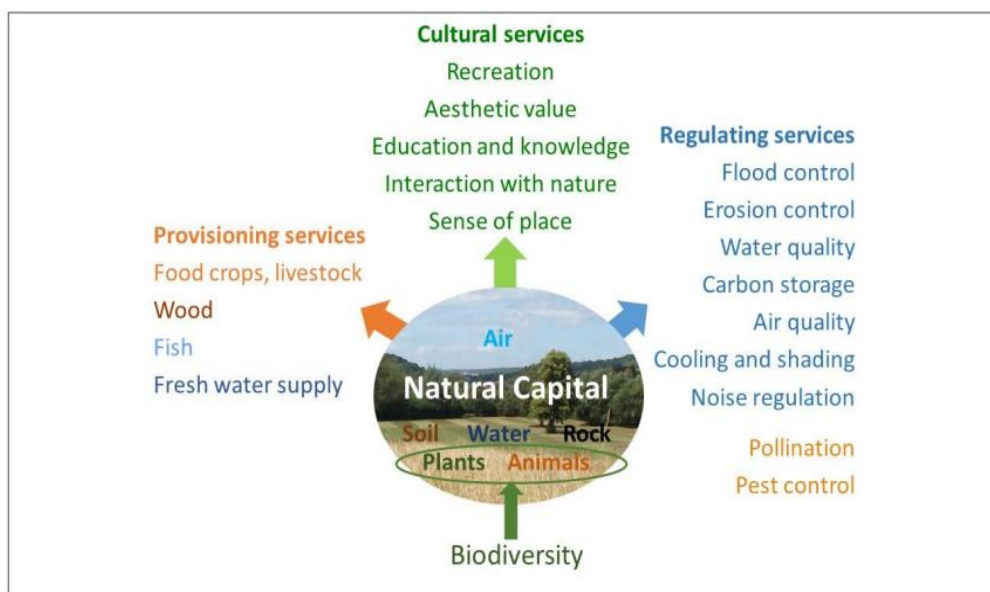 Cultural services
Recreation
Aesthetic value
Education and knowledge
Interaction with nature
Sense of place
Provisioning services
Food crops, livestock
Wood
Fish
Fresh water supply
Regulating services
Flood control
Erosion control
Water quality
Carbon storage
Air quality
Cooling and shading
Noise regulation
Pollination
Pest control
Air
Natural Capital
Soil Water Rock
Plants Animals
Biodiversity